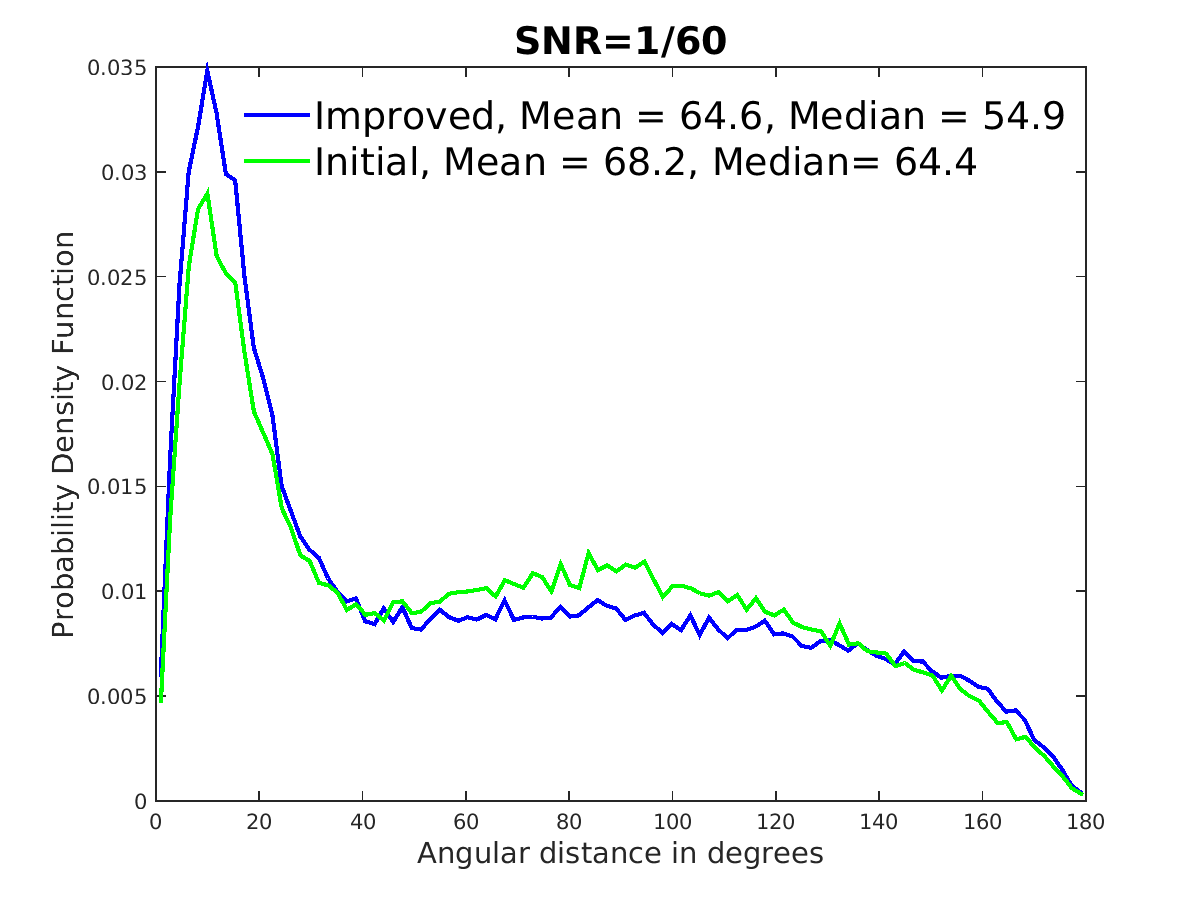 SNR=1/60
Improved, Mean = 64.6, Median = 54.9
Initial, Mean = 68.2, Median= 64.4
Probability Density Function
0.035
0.03
0.025
0.02
0.015
0.01
0.005
0
0 20 40 60 80 100 120 140 160 180
Angular distance in degrees